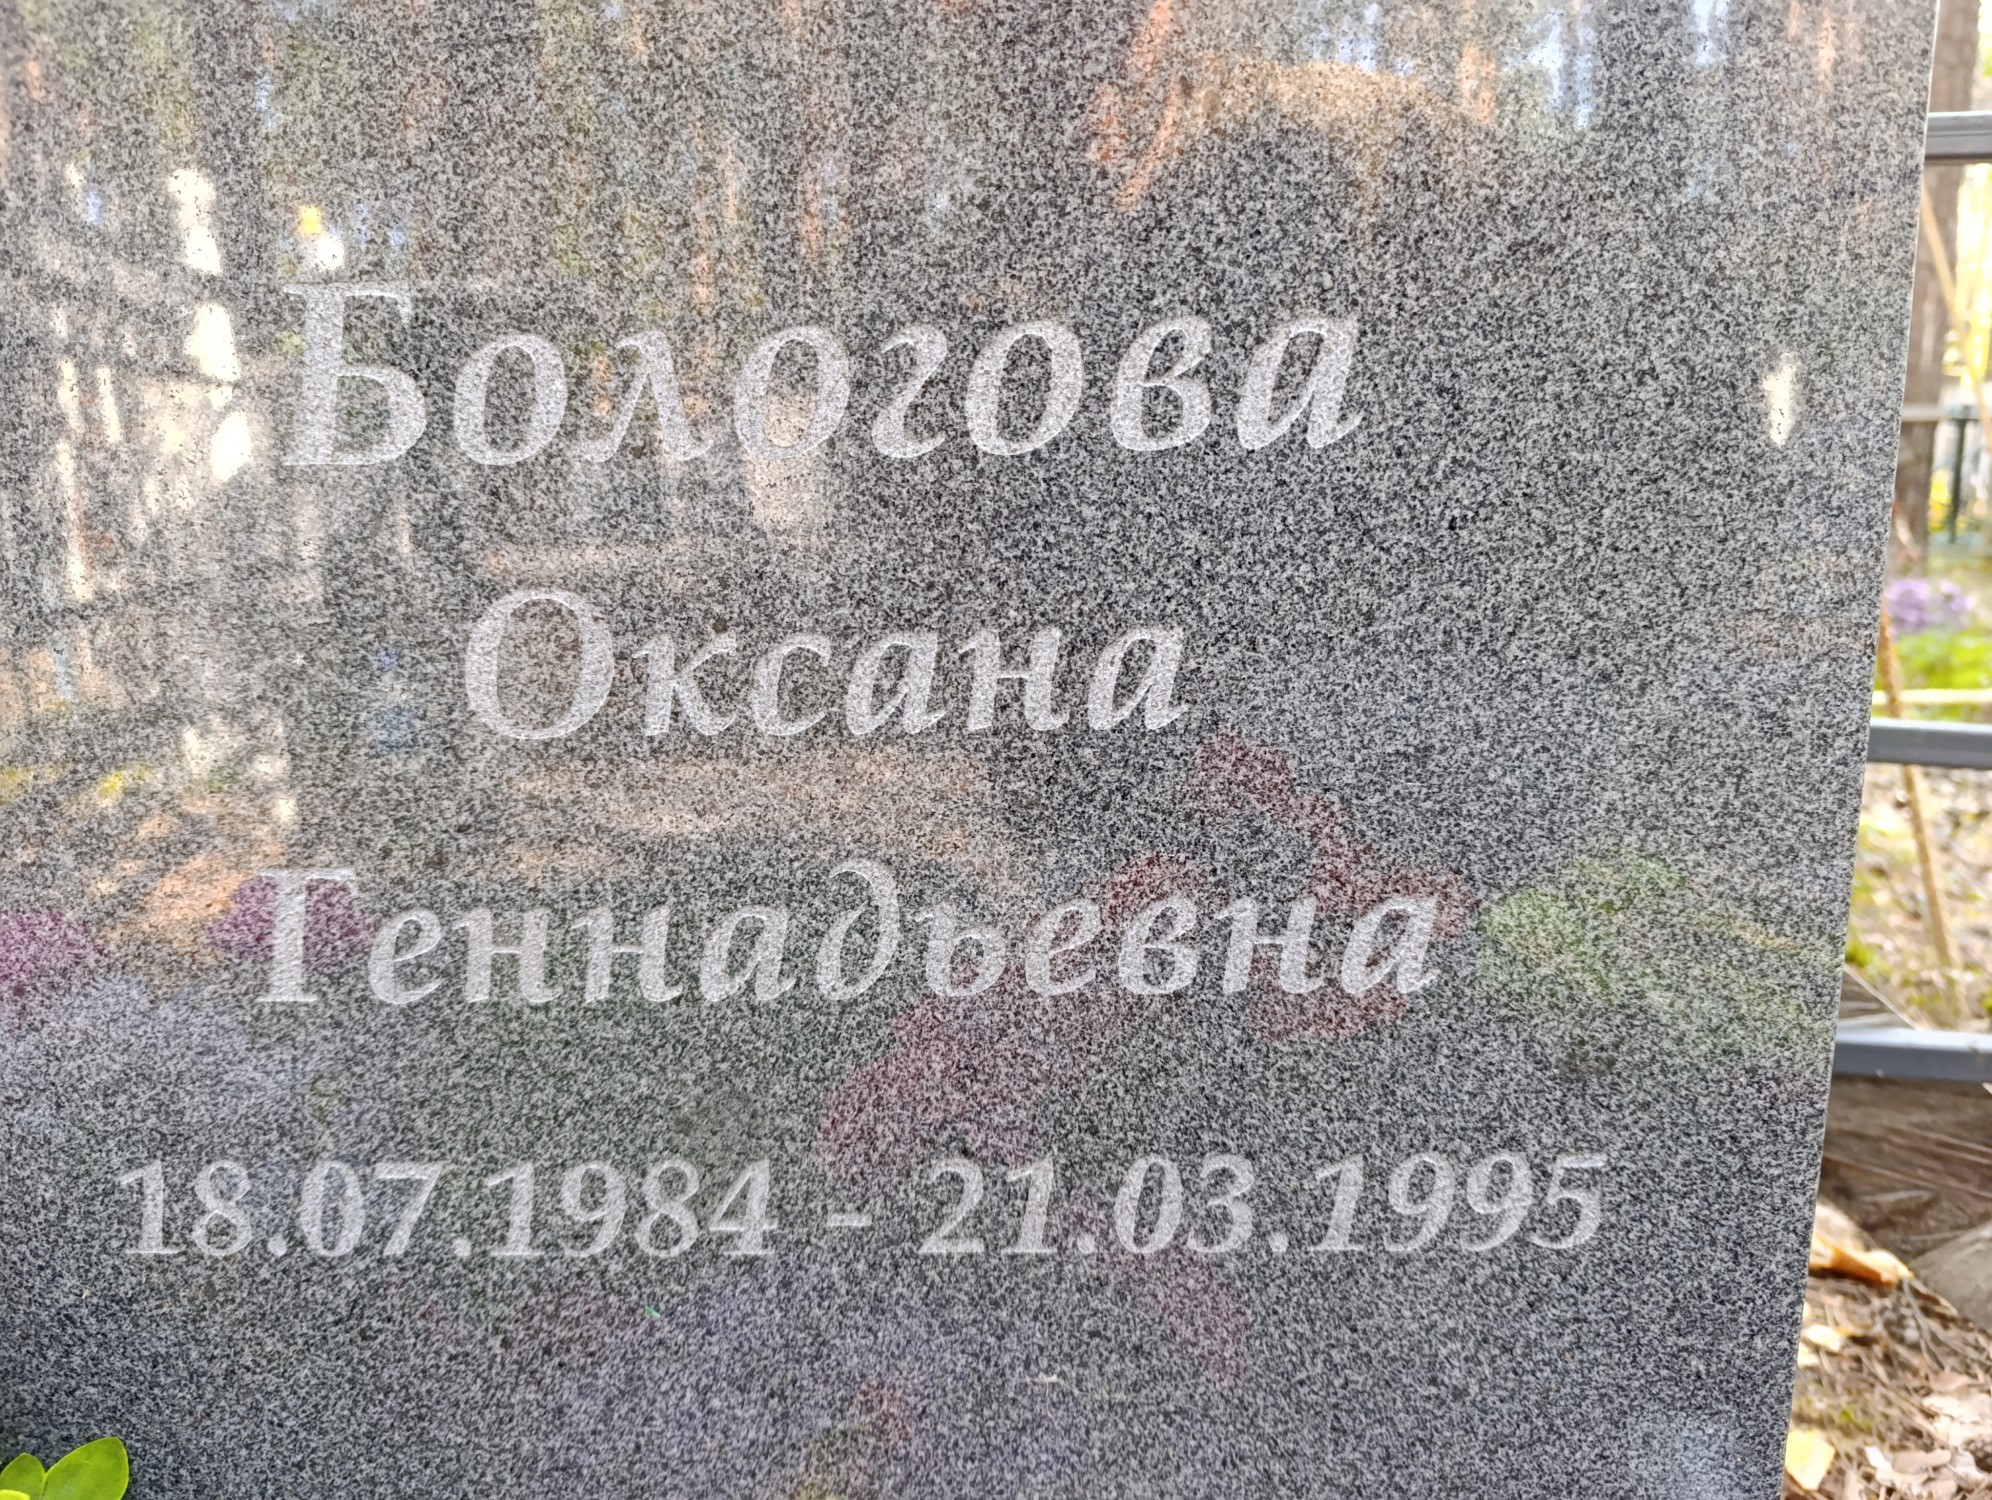 Бологова
Оксана
Геннадьевна
18.07.1984 - 21.03.1995